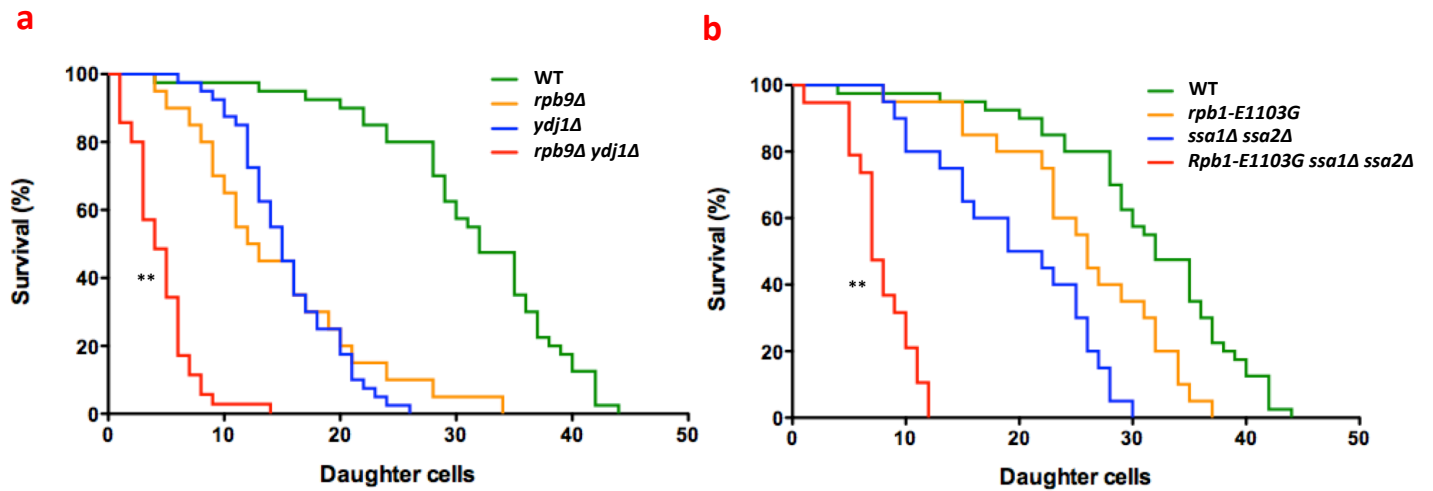 a
Survival (%)
100
80
60
40
20
0
0 10 20 30 40 50
Daughter cells
WT
rpb9Δ
ydj1Δ
rpb9Δ ydj1Δ
**
b
Survival (%)
100
80
60
40
20
0
0 10 20 30 40 50
Daughter cells
WT
rpb1-E1103G
ssa1Δ ssa2Δ
Rpb1-E1103G ssa1Δ ssa2Δ
**